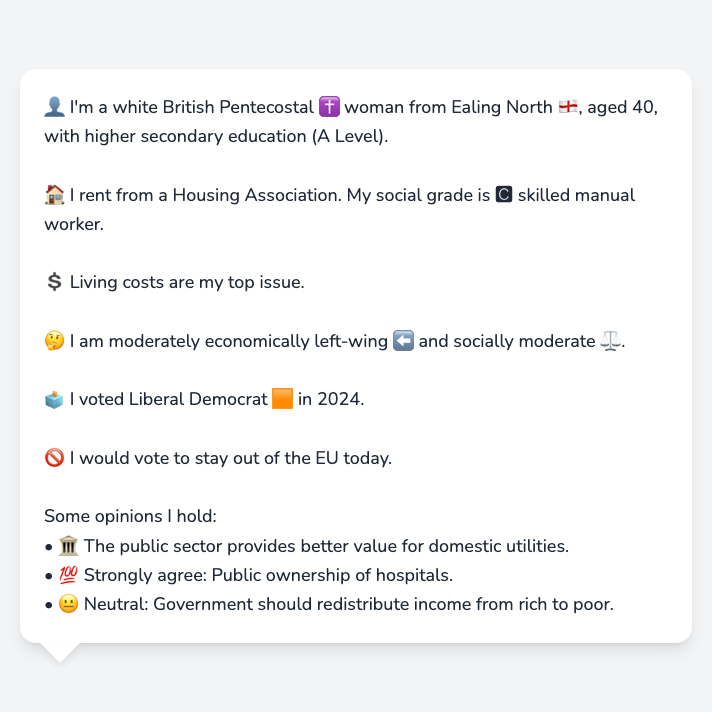 👤 I'm a white British Pentecostal ✝️ woman from Ealing North 🏴󠁧󠁢󠁥󠁮󠁧󠁿, aged 40,
with higher secondary education (A Level).
🏠 I rent from a Housing Association. My social grade is 🅲 skilled manual
worker.
💲 Living costs are my top issue.
🤔 I am moderately economically left-wing ⬅️ and socially moderate ⚖️.
🗳️ I voted Liberal Democrat 🟧 in 2024.
🚫 I would vote to stay out of the EU today.
Some opinions I hold:
• 🏛️ The public sector provides better value for domestic utilities.
• 💯 Strongly agree: Public ownership of hospitals.
• 😐 Neutral: Government should redistribute income from rich to poor.